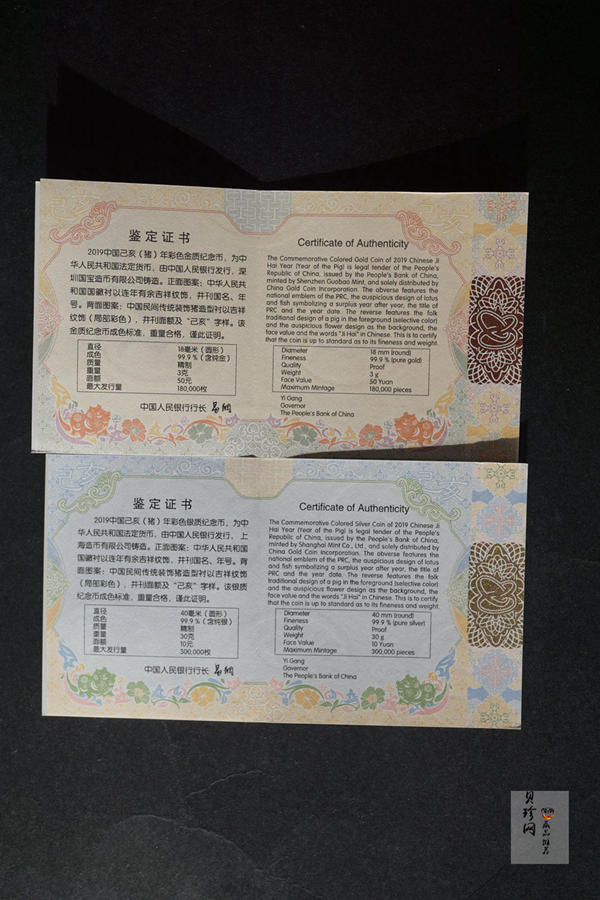 鉴定证书
2019中国己亥（猪）年彩色金质纪念币，为中
华人民共和国法定货币，由中国人民银行发行，深
圳国宝造币有限公司铸造。正面图案：中华人民共和
国国徽衬以连年有余吉祥纹饰，并刊国名、年
号。背面图案：中国民间传统装饰猪造型衬以吉祥
纹饰（局部彩色），并刊面额及“己亥”字样。该
金质纪念币成色标准，重量合格，谨此证明。
直径 18毫米（圆形）
成色 99.9％（含纯金）
质量 精制
重量 3克
面额 50元
最大发行量 180,000枚
中国人民银行行长 易纲
Certificate of Authenticity
The Commemorative Colored Gold Coin of 2019 Chinese Ji
Hai Year (Year of the Pig) is legal tender of the People's
Republic of China, issued by the People's Bank of China,
minted by Shenzhen Guobao Mint, and solely distributed by
China Gold Coin Incorporation. The obverse features the
national emblem of the PRC, the auspicious design of lotus
and fish symbolizing a surplus year after year, the title of
PRC and the year date. The reverse features the folk
traditional design of a pig in the foreground (selective color)
and the auspicious flower design as the background, the
face value and the words "Ji Hai" in Chinese. This is to certify
that the coin is up to standard as to its fineness and weight.
Diameter 18 mm (round)
Fineness 99.9% (pure gold)
Quality Proof
Weight 3 g
Face Value 50 Yuan
Maximum Mintage 180,000 pieces
Yi Gang
Governor
The People's Bank of China
鉴定证书
2019中国己亥（猪）年彩色银质纪念币，为中
华人民共和国法定货币，由中国人民银行发行，上
海造币有限公司铸造。正面图案：中华人民共和国
国徽衬以连年有余吉祥纹饰，并刊国名、年号。背
面图案：中国民间传统装饰猪造型衬以吉祥纹饰
（局部彩色），并刊面额及“己亥”字样。该银质
纪念币成色标准，重量合格，谨此证明。
直径 40毫米（圆形）
成色 99.9％（含纯银）
质量 精制
重量 30克
面额 10元
最大发行量 300,000枚
中国人民银行行长 易纲
Certificate of Authenticity
The Commemorative Colored Silver Coin of 2019 Chinese Ji
Hai Year (Year of the Pig) is legal tender of the People's
Republic of China, issued by the People's Bank of China,
minted by Shanghai Mint Co., Ltd., and solely distributed by
China Gold Coin Incorporation. The obverse features the
national emblem of the PRC, the auspicious design of lotus
and fish symbolizing a surplus year after year, the title of
PRC and the year date. The reverse features the folk
traditional design of a pig in the foreground (selective color)
and the auspicious flower design as the background, the
face value and the words "Ji Hai" in Chinese. This is to certify
that the coin is up to standard as to its fineness and weight.
Diameter 40 mm (round)
Fineness 99.9% (pure silver)
Quality Proof
Weight 30 g
Face Value 10 Yuan
Maximum Mintage 300,000 pieces
Yi Gang
Governor
The People's Bank of China
贝珍网
藏品推荐